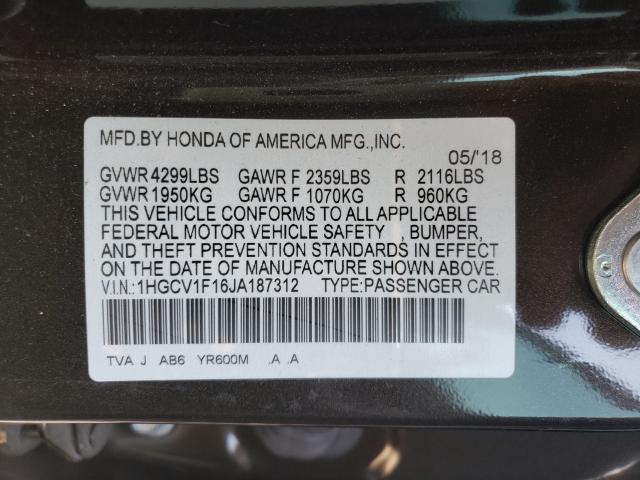 MFD.BY HONDA OF AMERICA MFG.,INC.
05/'18
GVWR 4299LBS GAWR F 2359LBS R 2116LBS
GVWR 1950KG GAWR F 1070KG R 960KG
THIS VEHICLE CONFORMS TO ALL APPLICABLE
FEDERAL MOTOR VEHICLE SAFETY , BUMPER,
AND THEFT PREVENTION STANDARDS IN EFFECT
ON THE DATE OF MANUFACTURE SHOWN ABOVE.
V.I.N.:1HGCV1F16JA187312 TYPE:PASSENGER CAR
TVA J AB6 YR600M .A .A